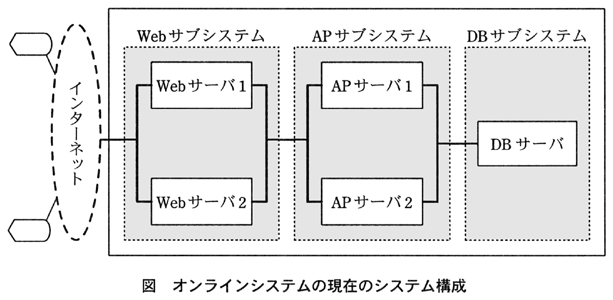 Webサブシステム
APサブシステム
DBサブシステム
インターネット
Webサーバ1
APサーバ1
DBサーバ
Webサーバ2
APサーバ2
図 オンラインシステムの現在のシステム構成